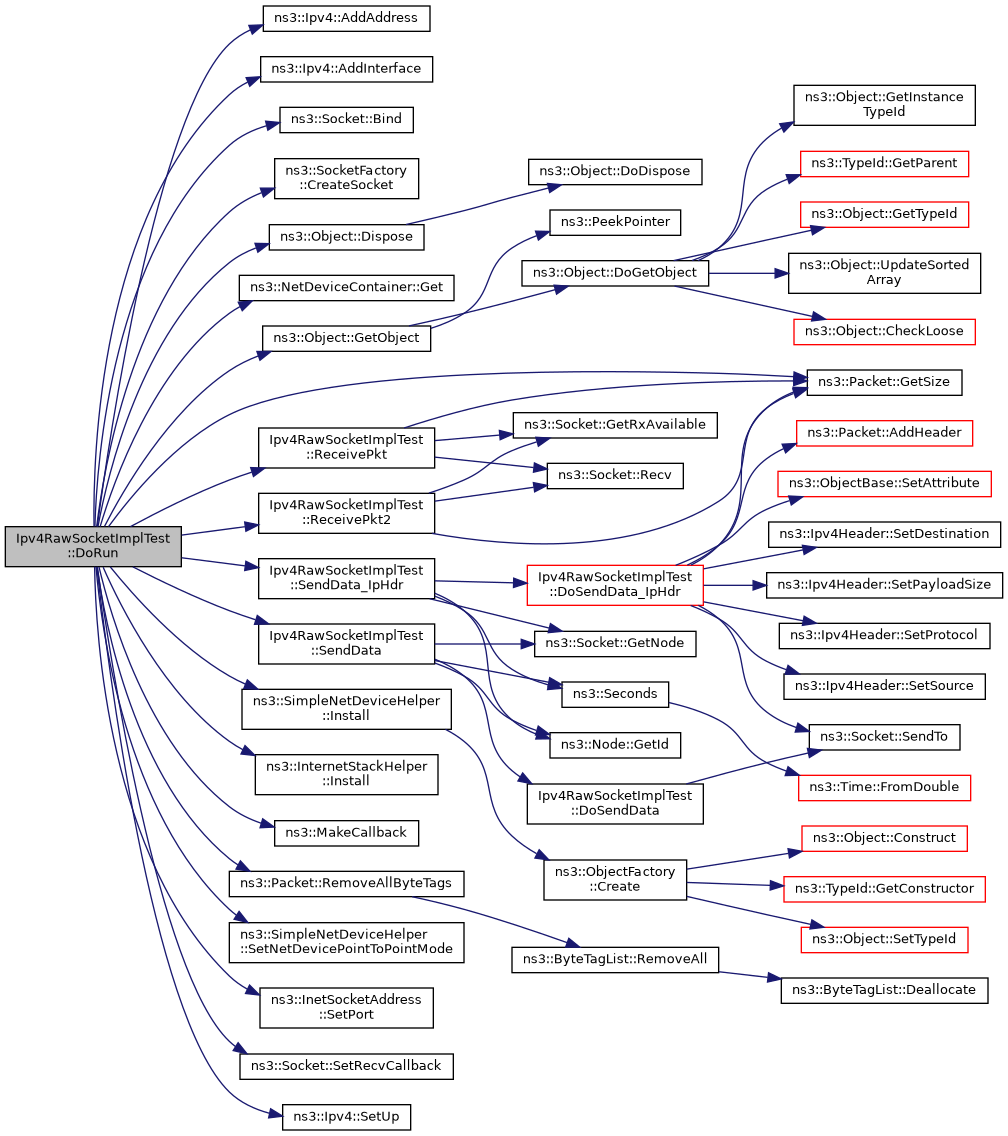 ns3::Ipv4::AddAddress
ns3::Ipv4::AddInterface
ns3::Socket::Bind
ns3::SocketFactory
::CreateSocket
ns3::Object::Dispose
ns3::NetDeviceContainer::Get
ns3::Object::GetObject
Ipv4RawSocketImplTest
::ReceivePkt
Ipv4RawSocketImplTest
::ReceivePkt2
Ipv4RawSocketImplTest
::DoRun
Ipv4RawSocketImplTest
::SendData_IpHdr
Ipv4RawSocketImplTest
::SendData
ns3::SimpleNetDeviceHelper
::Install
ns3::InternetStackHelper
::Install
ns3::MakeCallback
ns3::Packet::RemoveAllByteTags
ns3::SimpleNetDeviceHelper
::SetNetDevicePointToPointMode
ns3::InetSocketAddress
::SetPort
ns3::Socket::SetRecvCallback
ns3::Ipv4::SetUp
ns3::Object::DoDispose
ns3::PeekPointer
ns3::Object::DoGetObject
ns3::Socket::GetRxAvailable
ns3::Socket::Recv
Ipv4RawSocketImplTest
::DoSendData_IpHdr
ns3::Socket::GetNode
ns3::Seconds
ns3::Node::GetId
Ipv4RawSocketImplTest
::DoSendData
ns3::ObjectFactory
::Create
ns3::ByteTagList::RemoveAll
ns3::Object::GetInstance
TypeId
ns3::TypeId::GetParent
ns3::Object::GetTypeId
ns3::Object::UpdateSorted
Array
ns3::Object::CheckLoose
ns3::Packet::GetSize
ns3::Packet::AddHeader
ns3::ObjectBase::SetAttribute
ns3::Ipv4Header::SetDestination
ns3::Ipv4Header::SetPayloadSize
ns3::Ipv4Header::SetProtocol
ns3::Ipv4Header::SetSource
ns3::Socket::SendTo
ns3::Time::FromDouble
ns3::Object::Construct
ns3::TypeId::GetConstructor
ns3::Object::SetTypeId
ns3::ByteTagList::Deallocate